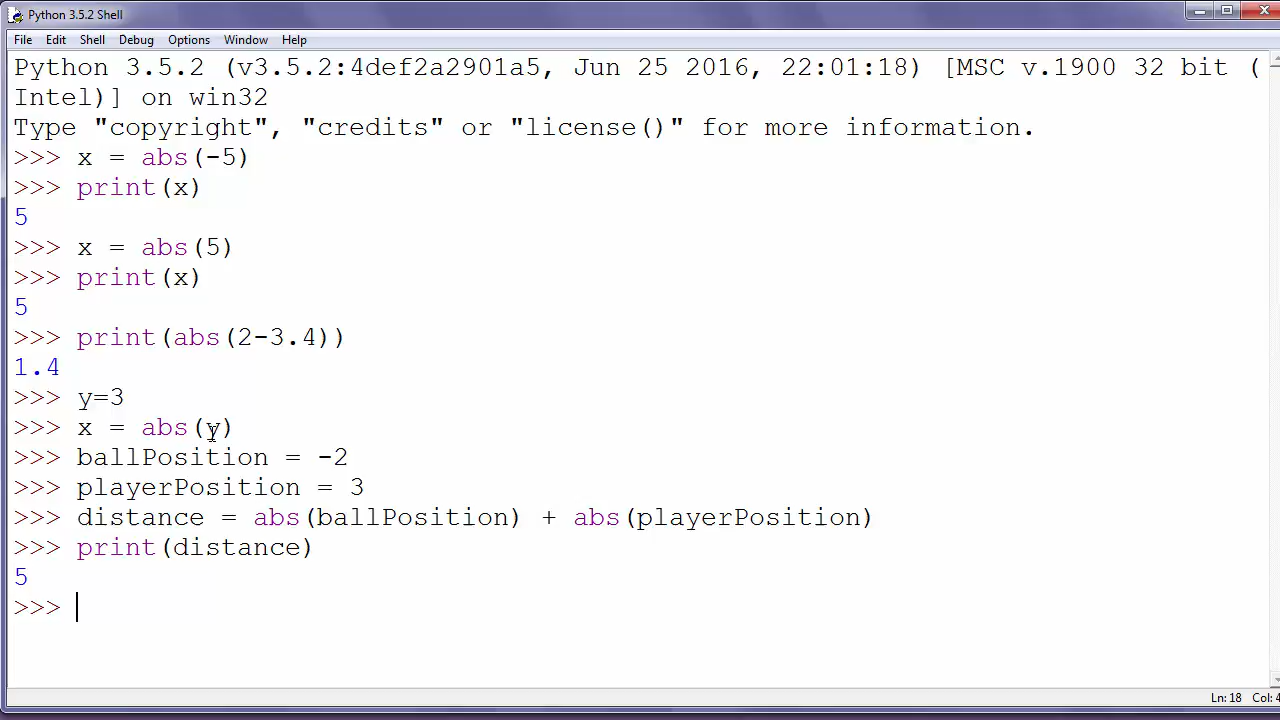 Python 3.5.2 Shell
File Edit Shell Debug Options Window Help
Python 3.5.2 (v3.5.2:4def2a2901a5, Jun 25 2016, 22:01:18) [MSC v.1900 32 bit (
Intel)] on win32
Type "copyright", "credits" or "license()" for more information.
>>> x = abs(-5)
>>> print(x)
5
>>> x = abs(5)
>>> print(x)
5
>>> print(abs(2-3.4))
1.4
>>> y=3
>>> x = abs(y)
>>> ballPosition = -2
>>> playerPosition = 3
>>> distance = abs(ballPosition) + abs(playerPosition)
>>> print(distance)
5
>>>
Ln: 18 Col: 4